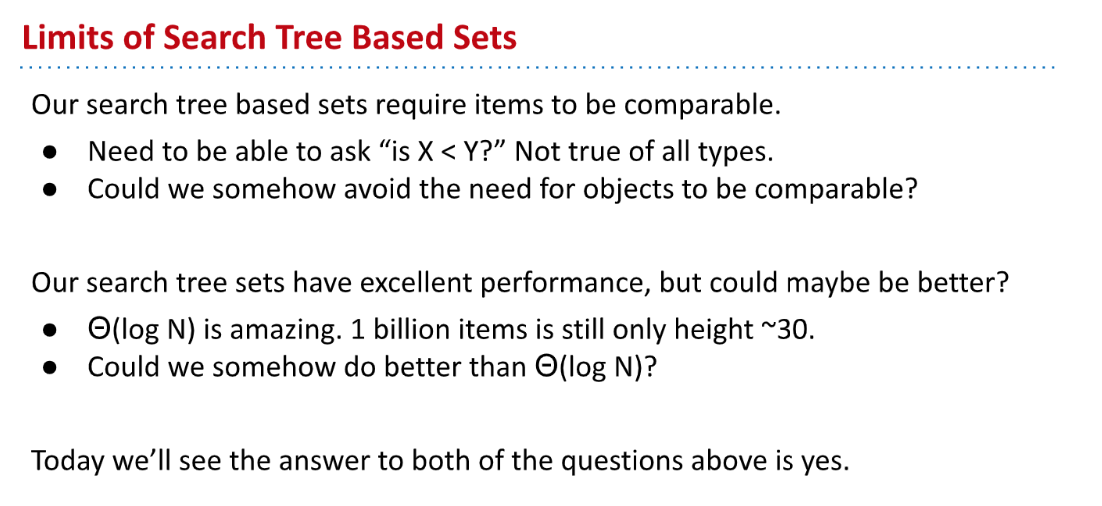 Limits of Search Tree Based Sets
Our search tree based sets require items to be comparable.
● Need to be able to ask “is X < Y?” Not true of all types.
● Could we somehow avoid the need for objects to be comparable?
Our search tree sets have excellent performance, but could maybe be better?
● Θ(log N) is amazing. 1 billion items is still only height ~30.
● Could we somehow do better than Θ(log N)?
Today we’ll see the answer to both of the questions above is yes.